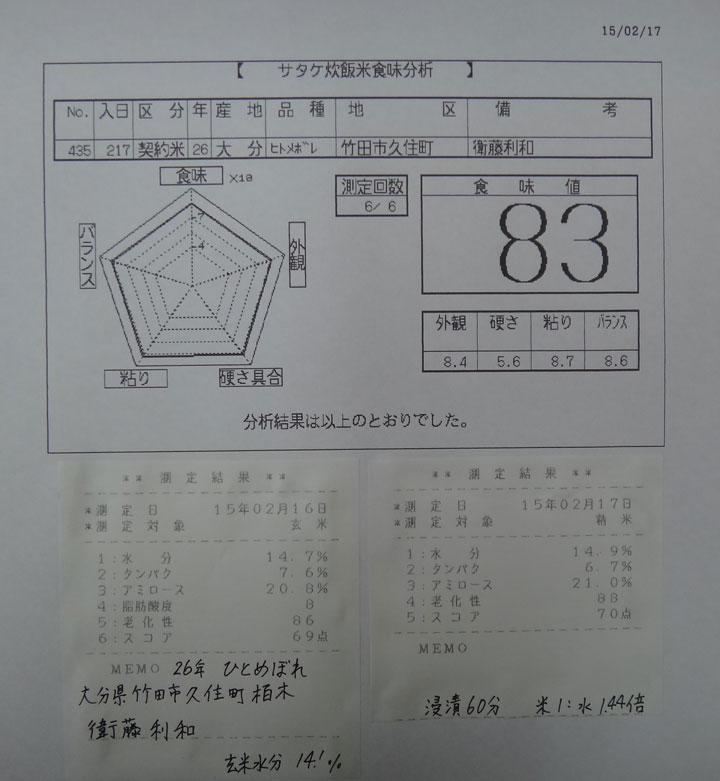 15/02/17
【 サタケ炊飯米食味分析 】
No. 入日 区分 年 産地 品種 地区 備考
435 217 契約米 26 大分 ﾋﾄﾒﾎﾞﾚ 竹田市久住町 衛藤利和
食味 ×10
7
4
バランス
外観
粘り
硬さ具合
測定回数
6/ 6
食味値
83
外観 硬さ 粘り ﾊﾞﾗﾝｽ
8.4 5.6 8.7 8.6
分析結果は以上のとおりでした。
** 測定結果 **
*測定日 15年02月16日
*測定対象 玄米
1:水分 14.7%
2:タンパク 7.6%
3:アミロース 20.8%
4:脂肪酸度 8
5:老化性 86
6:スコア 69点
MEMO 26年 ひとめぼれ
大分県竹田市久住町栢木
衛藤利和
玄米水分 14.1%
** 測定結果 **
*測定日 15年02月17日
*測定対象 精米
1:水分 14.9%
2:タンパク 6.7%
3:アミロース 21.0%
4:老化性 88
5:スコア 70点
MEMO
浸漬60分 米1:水1.44倍